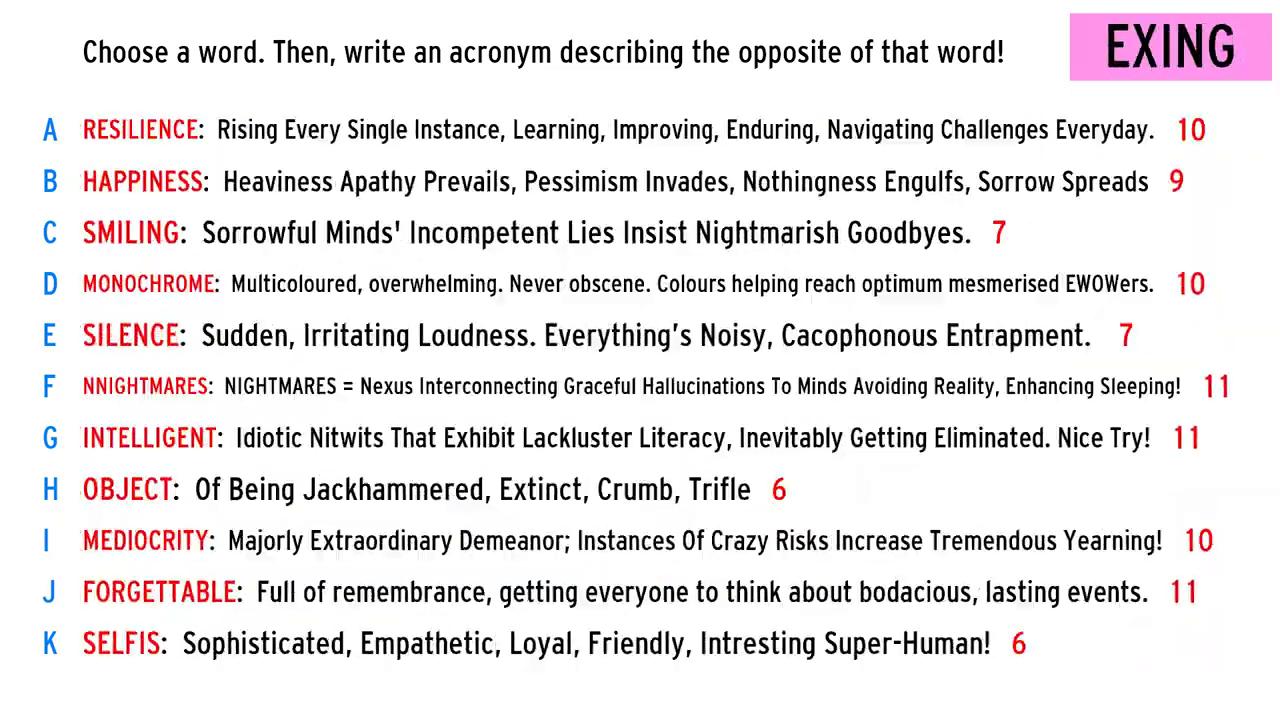 Choose a word. Then, write an acronym describing the opposite of that word!
EXING
A RESILIENCE: Rising Every Single Instance, Learning, Improving, Enduring, Navigating Challenges Everyday. 10
B HAPPINESS: Heaviness Apathy Prevails, Pessimism Invades, Nothingness Engulfs, Sorrow Spreads 9
C SMILING: Sorrowful Minds' Incompetent Lies Insist Nightmarish Goodbyes. 7
D MONOCHROME: Multicoloured, overwhelming. Never obscene. Colours helping reach optimum mesmerised EWOWers. 10
E SILENCE: Sudden, Irritating Loudness. Everything's Noisy, Cacophonous Entrapment. 7
F NNIGHTMARES: NIGHTMARES = Nexus Interconnecting Graceful Hallucinations To Minds Avoiding Reality, Enhancing Sleeping! 11
G INTELLIGENT: Idiotic Nitwits That Exhibit Lackluster Literacy, Inevitably Getting Eliminated. Nice Try! 11
H OBJECT: Of Being Jackhammered, Extinct, Crumb, Trifle 6
I MEDIOCRITY: Majorly Extraordinary Demeanor; Instances Of Crazy Risks Increase Tremendous Yearning! 10
J FORGETTABLE: Full of remembrance, getting everyone to think about bodacious, lasting events. 11
K SELFIS: Sophisticated, Empathetic, Loyal, Friendly, Intresting Super-Human! 6